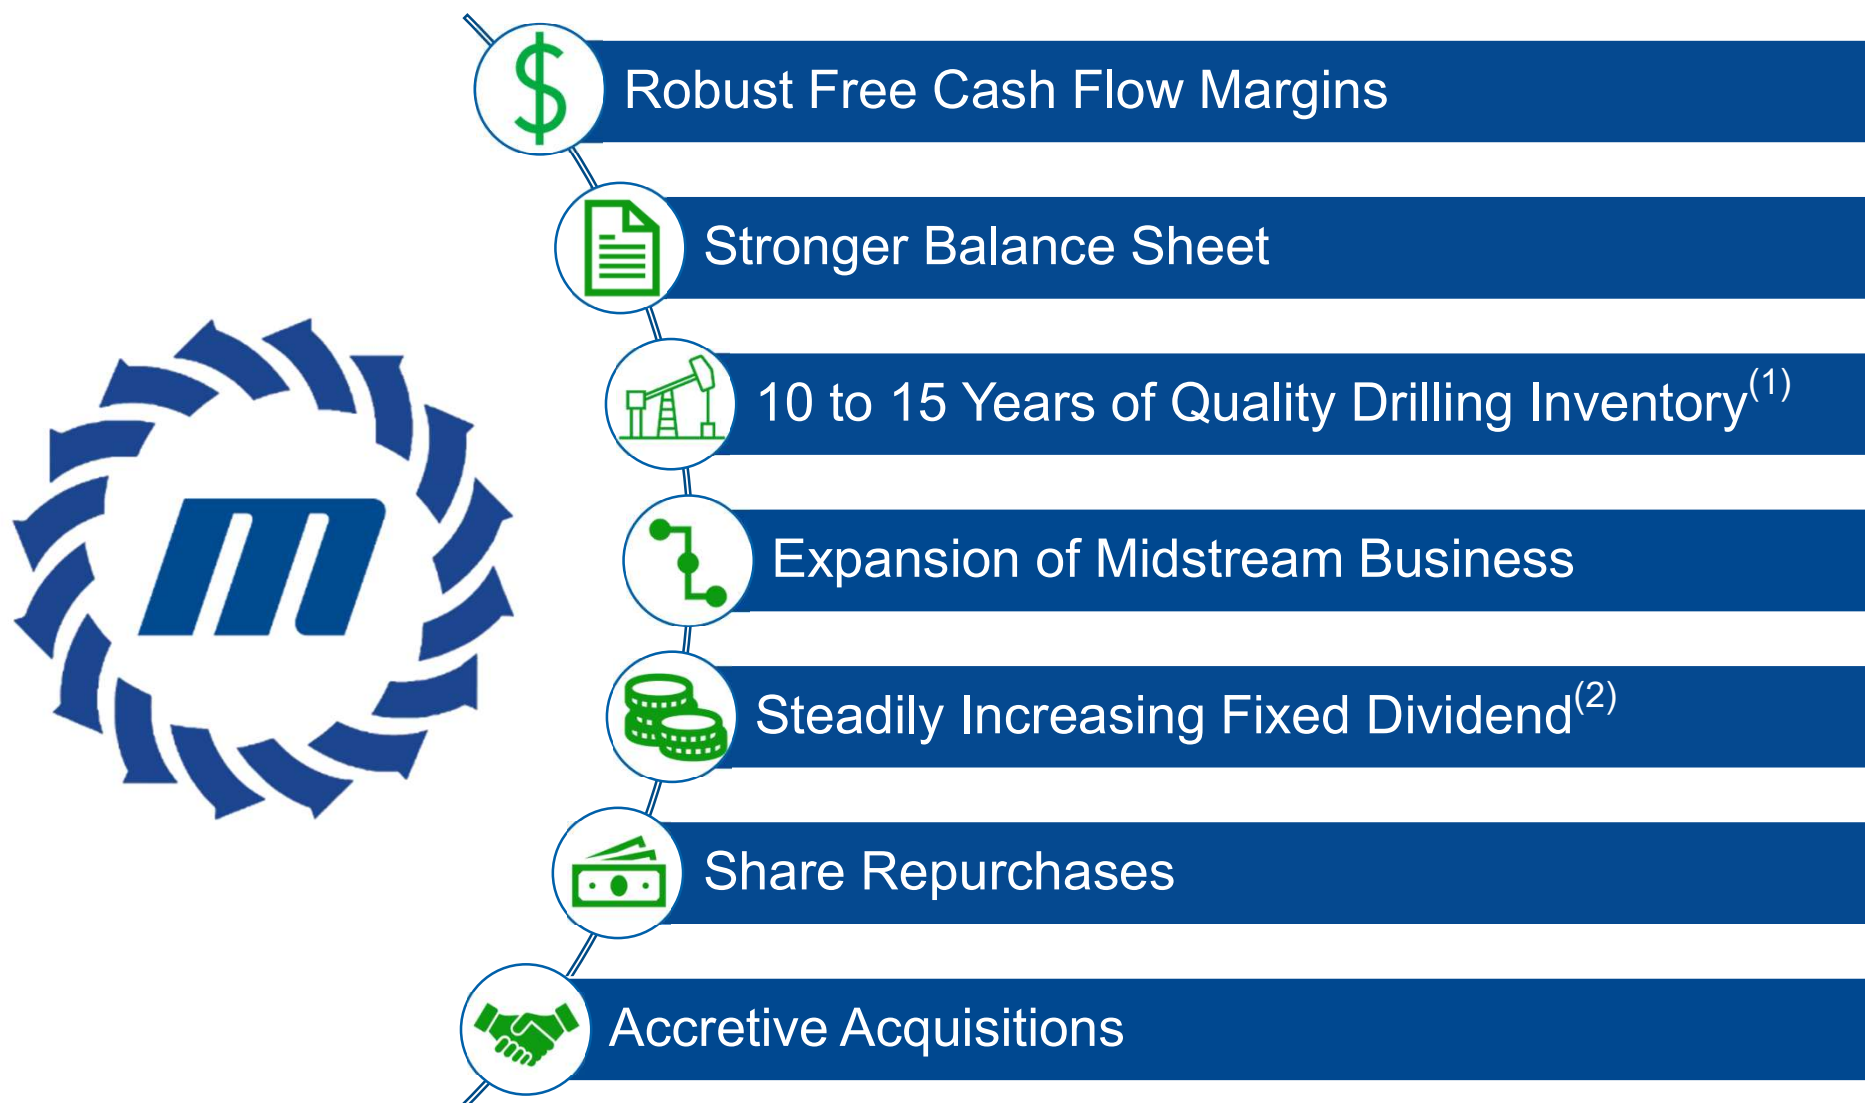 Robust Free Cash Flow Margins
Stronger Balance Sheet
10 to 15 Years of Quality Drilling Inventory(1)
m
Expansion of Midstream Business
Steadily Increasing Fixed Dividend(2)
Share Repurchases
Accretive Acquisitions